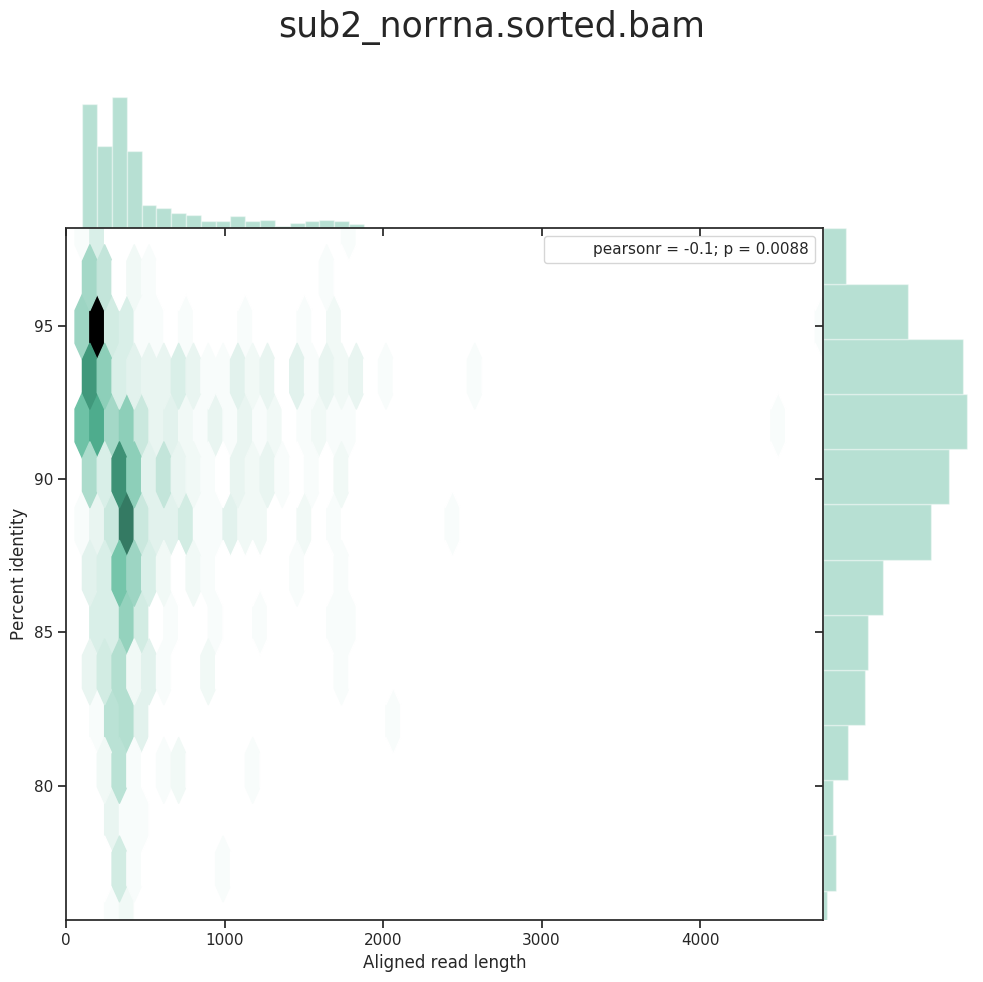 sub2_norrna.sorted.bam
pearsonr = -0.1; p = 0.0088
95
90
85
80
Percent identity
0 1000 2000 3000 4000
Aligned read length